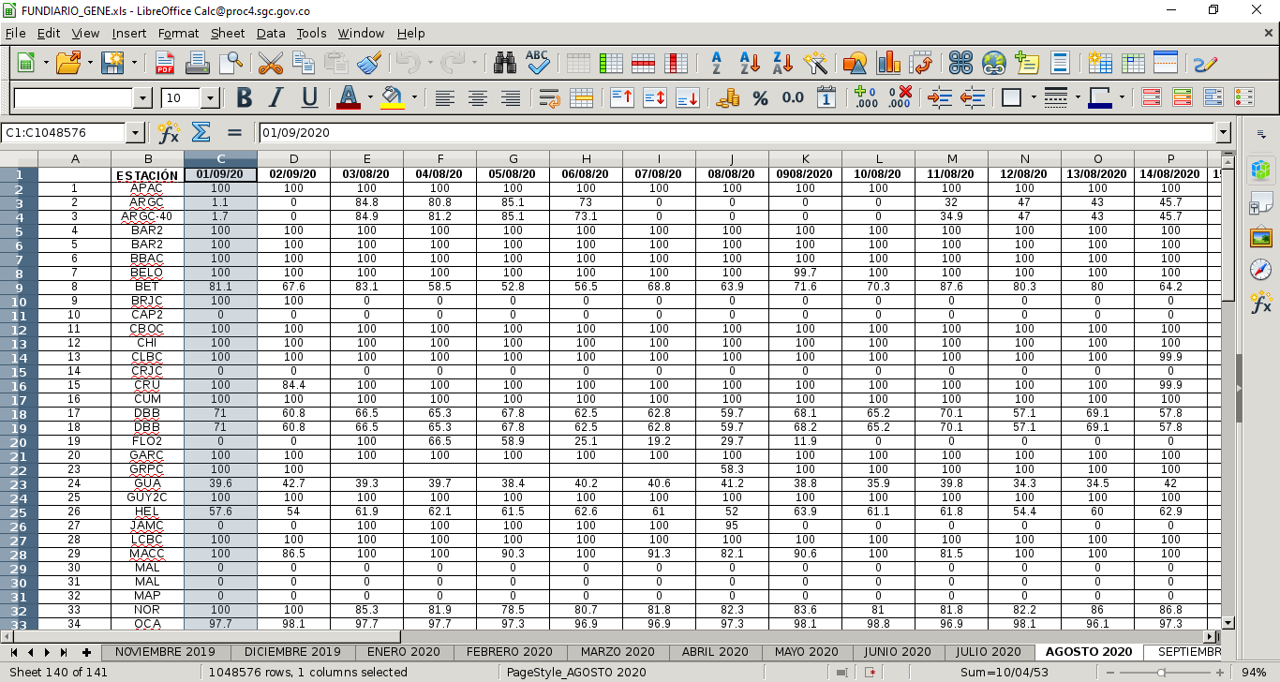 FUNDIARIO_GENE.xls - LibreOffice Calc@proc4.sgc.gov.co
File Edit View Insert Format Sheet Data Tools Window Help
10
C1:C1048576 01/09/2020
A B C D E F G H I J K L M N O P
1 ESTACIÓN 01/09/20 02/09/20 03/08/20 04/08/20 05/08/20 06/08/20 07/08/20 08/08/20 0908/2020 10/08/20 11/08/20 12/08/20 13/08/2020 14/08/2020
2 1 APAC 100 100 100 100 100 100 100 100 100 100 100 100 100 100
3 2 ARGC 1.1 0 84.8 80.8 85.1 73 0 0 0 0 32 47 43 45.7
4 3 ARGC-40 1.7 0 84.9 81.2 85.1 73.1 0 0 0 0 34.9 47 43 45.7
5 4 BAR2 100 100 100 100 100 100 100 100 100 100 100 100 100 100
6 5 BAR2 100 100 100 100 100 100 100 100 100 100 100 100 100 100
7 6 BBAC 100 100 100 100 100 100 100 100 100 100 100 100 100 100
8 7 BELO 100 100 100 100 100 100 100 100 99.7 100 100 100 100 100
9 8 BET 81.1 67.6 83.1 58.5 52.8 56.5 68.8 63.9 71.6 70.3 87.6 80.3 80 64.2
10 9 BRJC 100 100 0 0 0 0 0 0 0 0 0 0 0 0
11 10 CAP2 0 0 0 0 0 0 0 0 0 0 0 0 0 0
12 11 CBOC 100 100 100 100 100 100 100 100 100 100 100 100 100 100
13 12 CHI 100 100 100 100 100 100 100 100 100 100 100 100 100 100
14 13 CLBC 100 100 100 100 100 100 100 100 100 100 100 100 100 99.9
15 14 CRJC 0 0 0 0 0 0 0 0 0 0 0 0 0 0
16 15 CRU 100 84.4 100 100 100 100 100 100 100 100 100 100 100 99.9
17 16 CUM 100 100 100 100 100 100 100 100 100 100 100 100 100 100
18 17 DBB 71 60.8 66.5 65.3 67.8 62.5 62.8 59.7 68.1 65.2 70.1 57.1 69.1 57.8
19 18 DBB 71 60.8 66.5 65.3 67.8 62.5 62.8 59.7 68.2 65.2 70.1 57.1 69.1 57.8
20 19 FLO2 0 0 100 66.5 58.9 25.1 19.2 29.7 11.9 0 0 0 0 0
21 20 GARC 100 100 100 100 100 100 100 100 100 100 100 100 100 100
22 23 GRPC 100 100 58.3 100 100 100 100 100 100
23 24 GUA 39.6 42.7 39.3 39.7 38.4 40.2 40.6 41.2 38.8 35.9 39.8 34.3 34.5 42
24 25 GUY2C 100 100 100 100 100 100 100 100 100 100 100 100 100 100
25 26 HEL 57.6 54 61.9 62.1 61.5 62.6 61 52 63.9 61.1 61.8 54.4 60 62.9
26 27 JAMC 0 0 100 100 100 100 100 95 0 0 0 0 0 0
27 28 LCBC 100 100 100 100 100 100 100 100 100 100 100 100 100 100
28 29 MACC 100 86.5 100 100 90.3 100 91.3 82.1 90.6 100 81.5 100 100 100
29 30 MAL 0 0 0 0 0 0 0 0 0 0 0 0 0 0
30 31 MAL 0 0 0 0 0 0 0 0 0 0 0 0 0 0
31 32 MAP 0 0 0 0 0 0 0 0 0 0 0 0 0 0
32 33 NOR 100 100 85.3 81.9 78.5 80.7 81.8 82.3 83.6 81 81.8 82.2 86 86.8
33 34 OCA 97.7 98.1 97.7 97.7 97.3 96.9 96.9 97.3 98.1 98.8 96.9 98.1 96.1 97.3
NOVIEMBRE 2019 DICIEMBRE 2019 ENERO 2020 FEBRERO 2020 MARZO 2020 ABRIL 2020 MAYO 2020 JUNIO 2020 JULIO 2020 AGOSTO 2020 SEPTIEMBR
Sheet 140 of 141 1048576 rows, 1 columns selected PageStyle_AGOSTO 2020 Sum=10/04/53 94%